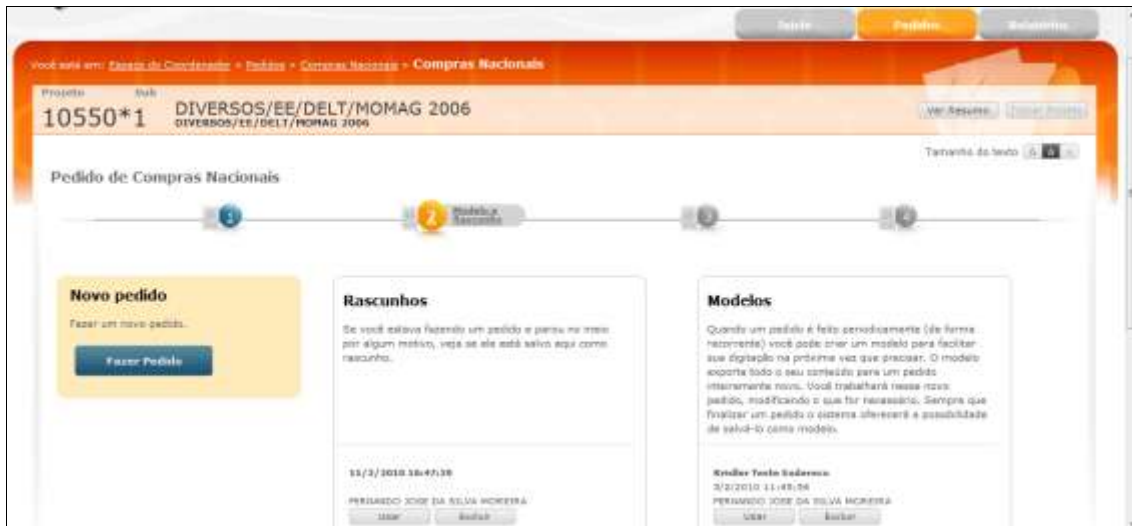 Início Pedidos Relatórios
Você está em: Espaço do Coordenador » Pedidos » Compras Nacionais » Compras Nacionais
Projeto Sub
10550*1 DIVERSOS/EE/DELT/MOMAG 2006
DIVERSOS/EE/DELT/MOMAG 2006
Ver Resumo Trocar Projeto
Tamanho do texto A A A
Pedido de Compras Nacionais
1 2 Modelo e Rascunho 3 4
Novo pedido
Fazer um novo pedido.
Fazer Pedido
Rascunhos
Se você estava fazendo um pedido e parou no meio
por algum motivo, veja se ele está salvo aqui como
rascunho.
11/2/2010 16:47:39
FERNANDO JOSE DA SILVA MOREIRA
Usar Excluir
Modelos
Quando um pedido é feito periodicamente (de forma
recorrente) você pode criar um modelo para facilitar
sua digitação na próxima vez que precisar. O modelo
exporta todo o seu conteúdo para um pedido
inteiramente novo. Você trabalhará nesse novo
pedido, modificando o que for necessário. Sempre que
finalizar um pedido o sistema oferecerá a possibilidade
de salvá-lo como modelo.
Teste Endereco
3/2/2010 11:45:56
FERNANDO JOSE DA SILVA MOREIRA
Usar Excluir